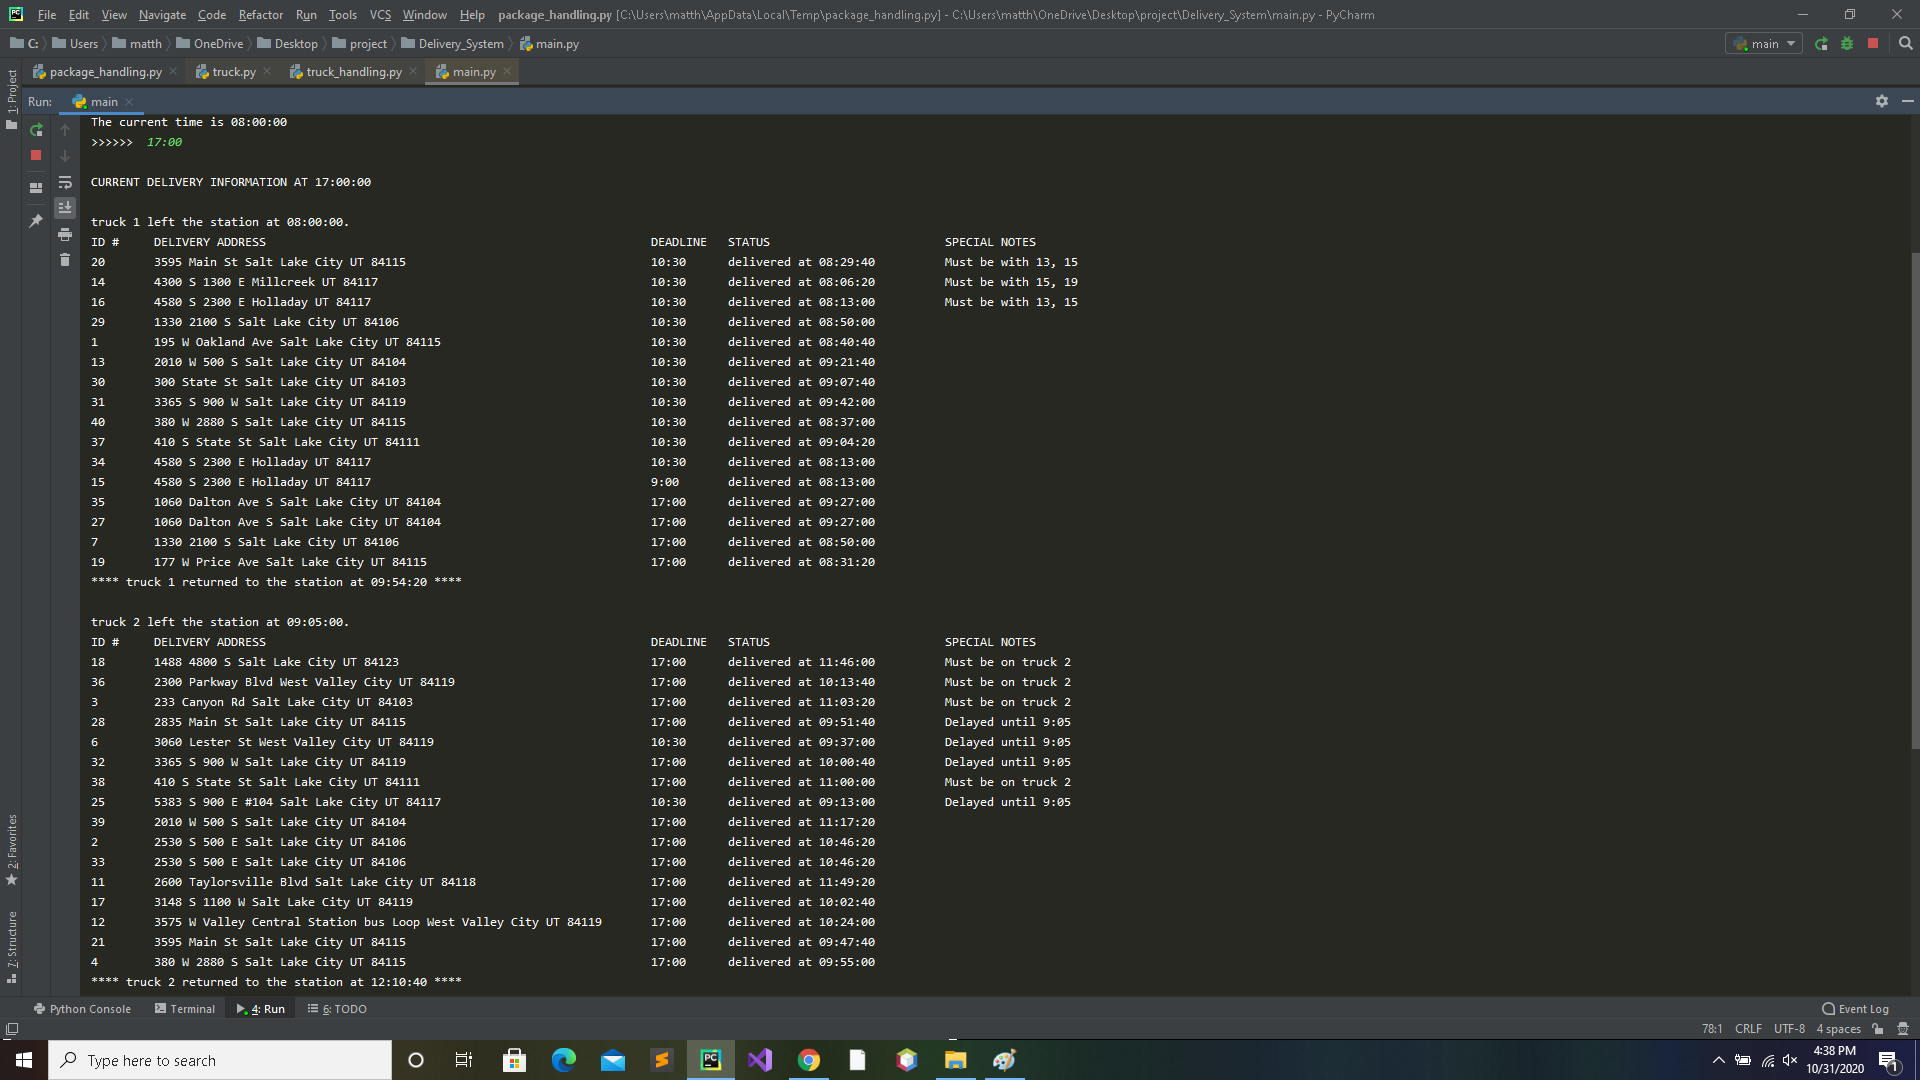 File Edit View Navigate Code Refactor Run Tools VCS Window Help package_handling.py [C:\Users\matth\AppData\Local\Temp\package_handling.py] - C:\Users\matth\OneDrive\Desktop\project\Delivery_System\main.py - PyCharm
C: Users matth OneDrive Desktop project Delivery_System main.py main
package_handling.py truck.py truck_handling.py main.py
1: Project
Run: main
The current time is 08:00:00
>>>>>> 17:00
CURRENT DELIVERY INFORMATION AT 17:00:00
truck 1 left the station at 08:00:00.
ID # DELIVERY ADDRESS DEADLINE STATUS SPECIAL NOTES
20 3595 Main St Salt Lake City UT 84115 10:30 delivered at 08:29:40 Must be with 13, 15
14 4300 S 1300 E Millcreek UT 84117 10:30 delivered at 08:06:20 Must be with 15, 19
16 4580 S 2300 E Holladay UT 84117 10:30 delivered at 08:13:00 Must be with 13, 15
29 1330 2100 S Salt Lake City UT 84106 10:30 delivered at 08:50:00
1 195 W Oakland Ave Salt Lake City UT 84115 10:30 delivered at 08:40:40
13 2010 W 500 S Salt Lake City UT 84104 10:30 delivered at 09:21:40
30 300 State St Salt Lake City UT 84103 10:30 delivered at 09:07:40
31 3365 S 900 W Salt Lake City UT 84119 10:30 delivered at 09:42:00
40 380 W 2880 S Salt Lake City UT 84115 10:30 delivered at 08:37:00
37 410 S State St Salt Lake City UT 84111 10:30 delivered at 09:04:20
34 4580 S 2300 E Holladay UT 84117 10:30 delivered at 08:13:00
15 4580 S 2300 E Holladay UT 84117 9:00 delivered at 08:13:00
35 1060 Dalton Ave S Salt Lake City UT 84104 17:00 delivered at 09:27:00
27 1060 Dalton Ave S Salt Lake City UT 84104 17:00 delivered at 09:27:00
7 1330 2100 S Salt Lake City UT 84106 17:00 delivered at 08:50:00
19 177 W Price Ave Salt Lake City UT 84115 17:00 delivered at 08:31:20
**** truck 1 returned to the station at 09:54:20 ****
truck 2 left the station at 09:05:00.
ID # DELIVERY ADDRESS DEADLINE STATUS SPECIAL NOTES
18 1488 4800 S Salt Lake City UT 84123 17:00 delivered at 11:46:00 Must be on truck 2
36 2300 Parkway Blvd West Valley City UT 84119 17:00 delivered at 10:13:40 Must be on truck 2
3 233 Canyon Rd Salt Lake City UT 84103 17:00 delivered at 11:03:20 Must be on truck 2
28 2835 Main St Salt Lake City UT 84115 17:00 delivered at 09:51:40 Delayed until 9:05
6 3060 Lester St West Valley City UT 84119 10:30 delivered at 09:37:00 Delayed until 9:05
32 3365 S 900 W Salt Lake City UT 84119 17:00 delivered at 10:00:40 Delayed until 9:05
38 410 S State St Salt Lake City UT 84111 17:00 delivered at 11:00:00 Must be on truck 2
25 5383 S 900 E #104 Salt Lake City UT 84117 10:30 delivered at 09:13:00 Delayed until 9:05
39 2010 W 500 S Salt Lake City UT 84104 17:00 delivered at 11:17:20
2 2530 S 500 E Salt Lake City UT 84106 17:00 delivered at 10:46:20
33 2530 S 500 E Salt Lake City UT 84106 17:00 delivered at 10:46:20
11 2600 Taylorsville Blvd Salt Lake City UT 84118 17:00 delivered at 11:49:20
17 3148 S 1100 W Salt Lake City UT 84119 17:00 delivered at 10:02:40
12 3575 W Valley Central Station bus Loop West Valley City UT 84119 17:00 delivered at 10:24:00
21 3595 Main St Salt Lake City UT 84115 17:00 delivered at 09:47:40
4 380 W 2880 S Salt Lake City UT 84115 17:00 delivered at 09:55:00
**** truck 2 returned to the station at 12:10:40 ****
2: Favorites
7: Structure
Python Console Terminal 4: Run 6: TODO Event Log
78:1 CRLF UTF-8 4 spaces
Type here to search
4:38 PM
10/31/2020
1